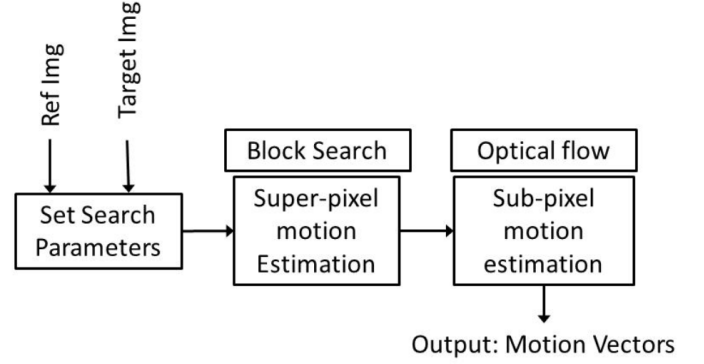 Ref Img
Target Img
Set Search
Parameters
Block Search
Super-pixel
motion
Estimation
Optical flow
Sub-pixel
motion
estimation
Output: Motion Vectors